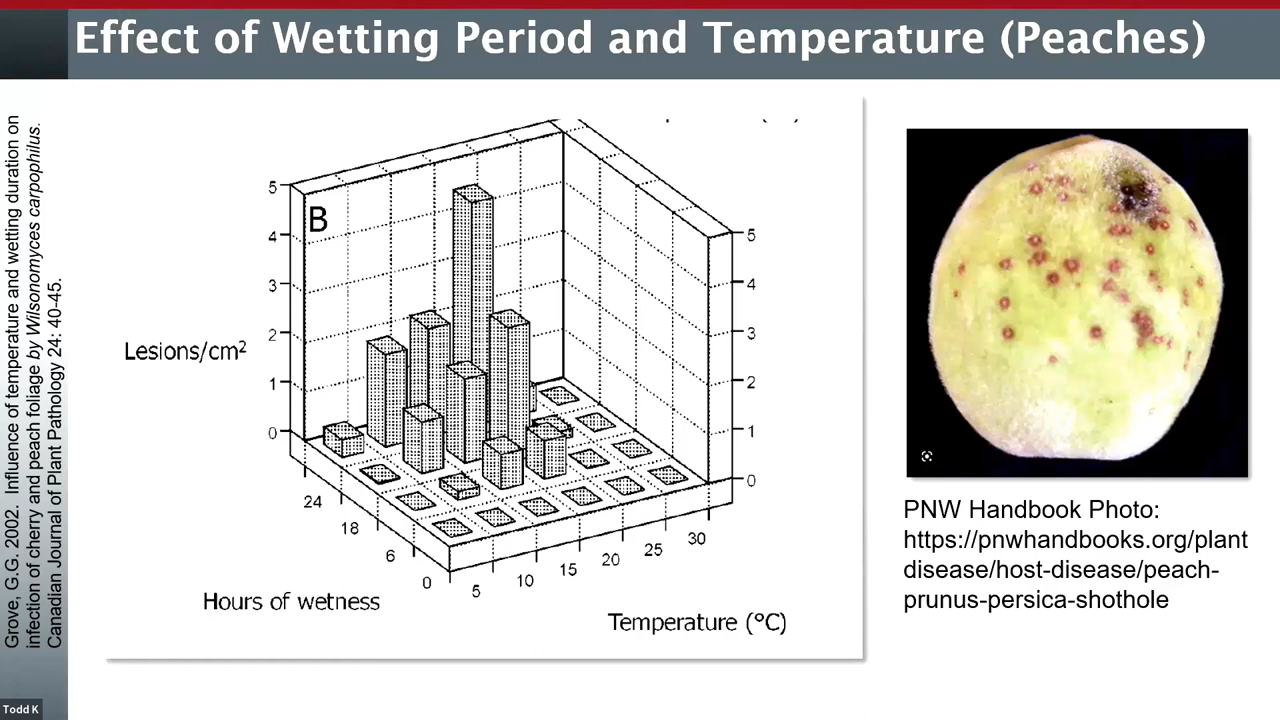 Effect of Wetting Period and Temperature (Peaches)
Grove, G.G. 2002. Influence of temperature and wetting duration on
infection of cherry and peach foliage by Wilsonomyces carpophilus.
Canadian Journal of Plant Pathology 24: 40-45.
B
5
4
3
2
1
0
Lesions/cm²
5
4
3
2
1
0
24
18
6
0
Hours of wetness
5
10
15
20
25
30
Temperature (°C)
PNW Handbook Photo:
https://pnwhandbooks.org/plant
disease/host-disease/peach-
prunus-persica-shothole
Todd K